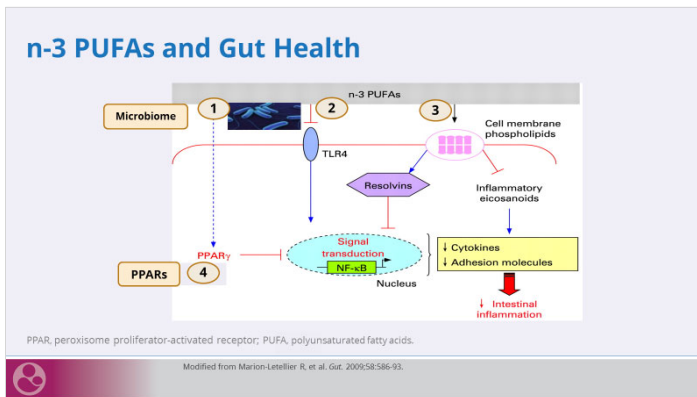 n-3 PUFAs and Gut Health
n-3 PUFAs
Microbiome
1
2
3
Cell membrane
phospholipids
TLR4
Resolvins
Inflammatory
eicosanoids
PPARγ
Signal
transduction
NF-κB
Nucleus
↓ Cytokines
↓ Adhesion molecules
PPARs
4
↓ Intestinal
inflammation
PPAR, peroxisome proliferator-activated receptor; PUFA, polyunsaturated fatty acids.
Modified from Marion-Letellier R, et al. Gut. 2009;58:586-93.